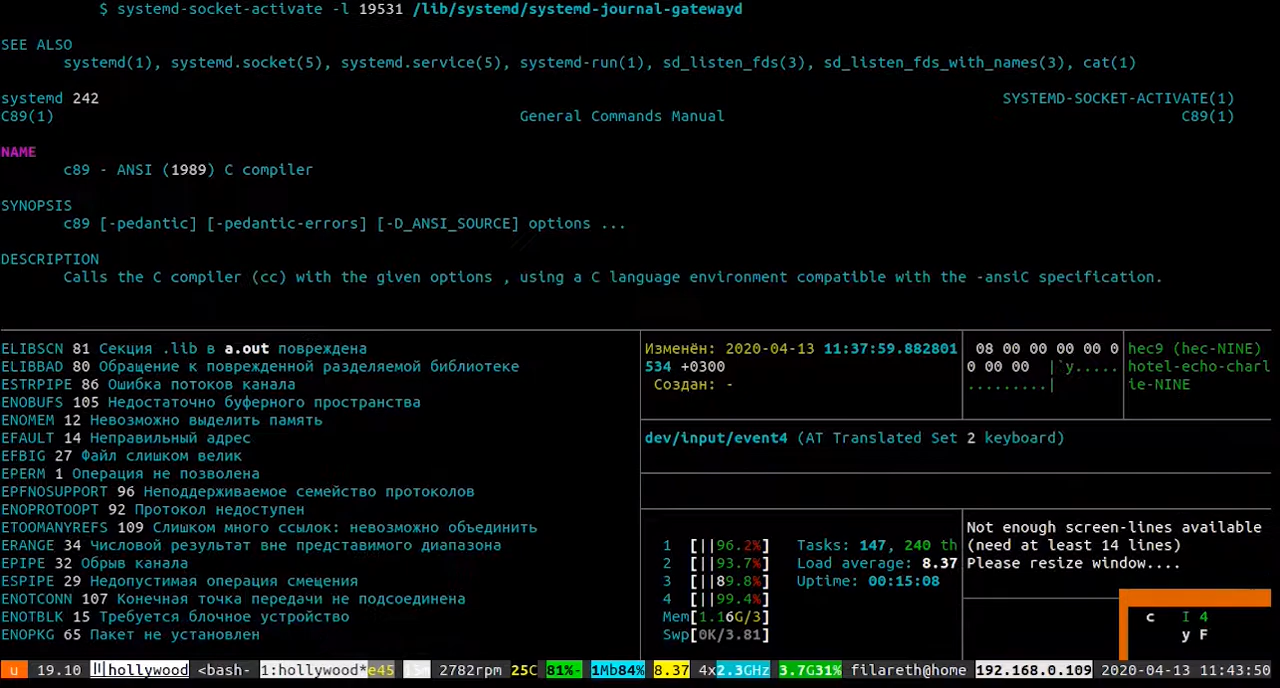 $ systemd-socket-activate -l 19531 /lib/systemd/systemd-journal-gatewayd
SEE ALSO
systemd(1), systemd.socket(5), systemd.service(5), systemd-run(1), sd_listen_fds(3), sd_listen_fds_with_names(3), cat(1)
systemd 242 SYSTEMD-SOCKET-ACTIVATE(1)
C89(1) General Commands Manual C89(1)
NAME
c89 - ANSI (1989) C compiler
SYNOPSIS
c89 [-pedantic] [-pedantic-errors] [-D_ANSI_SOURCE] options ...
DESCRIPTION
Calls the C compiler (cc) with the given options , using a C language environment compatible with the -ansiC specification.
ELIBSCN 81 Секция .lib в a.out повреждена
ELIBBAD 80 Обращение к поврежденной разделяемой библиотеке
ESTRPIPE 86 Ошибка потоков канала
ENOBUFS 105 Недостаточно буферного пространства
ENOMEM 12 Невозможно выделить память
EFAULT 14 Неправильный адрес
EFBIG 27 Файл слишком велик
EPERM 1 Операция не позволена
EPFNOSUPPORT 96 Неподдерживаемое семейство протоколов
ENOPROTOOPT 92 Протокол недоступен
ETOOMANYREFS 109 Слишком много ссылок: невозможно объединить
ERANGE 34 Числовой результат вне представимого диапазона
EPIPE 32 Обрыв канала
ESPIPE 29 Недопустимая операция смещения
ENOTCONN 107 Конечная точка передачи не подсоединена
ENOTBLK 15 Требуется блочное устройство
ENOPKG 65 Пакет не установлен
Изменён: 2020-04-13 11:37:59.882801
534 +0300
Создан: -
08 00 00 00 00 0
0 00 00 |`y.....
.........|
hec9 (hec-NINE)
hotel-echo-charl
ie-NINE
dev/input/event4 (AT Translated Set 2 keyboard)
1 [||96.2%] Tasks: 147, 240 th
2 [||93.7%] Load average: 8.37
3 [||89.8%] Uptime: 00:15:08
4 [||99.4%]
Mem[1.16G/3]
Swp[0K/3.81]
Not enough screen-lines available
(need at least 14 lines)
Please resize window....
c I 4
y F
u 19.10 hollywood <-bash- 1:hollywood*e45 2782rpm 25C 81%- 1Mb84% 8.37 4x2.3GHz 3.7G31% filareth@home 192.168.0.109 2020-04-13 11:43:50